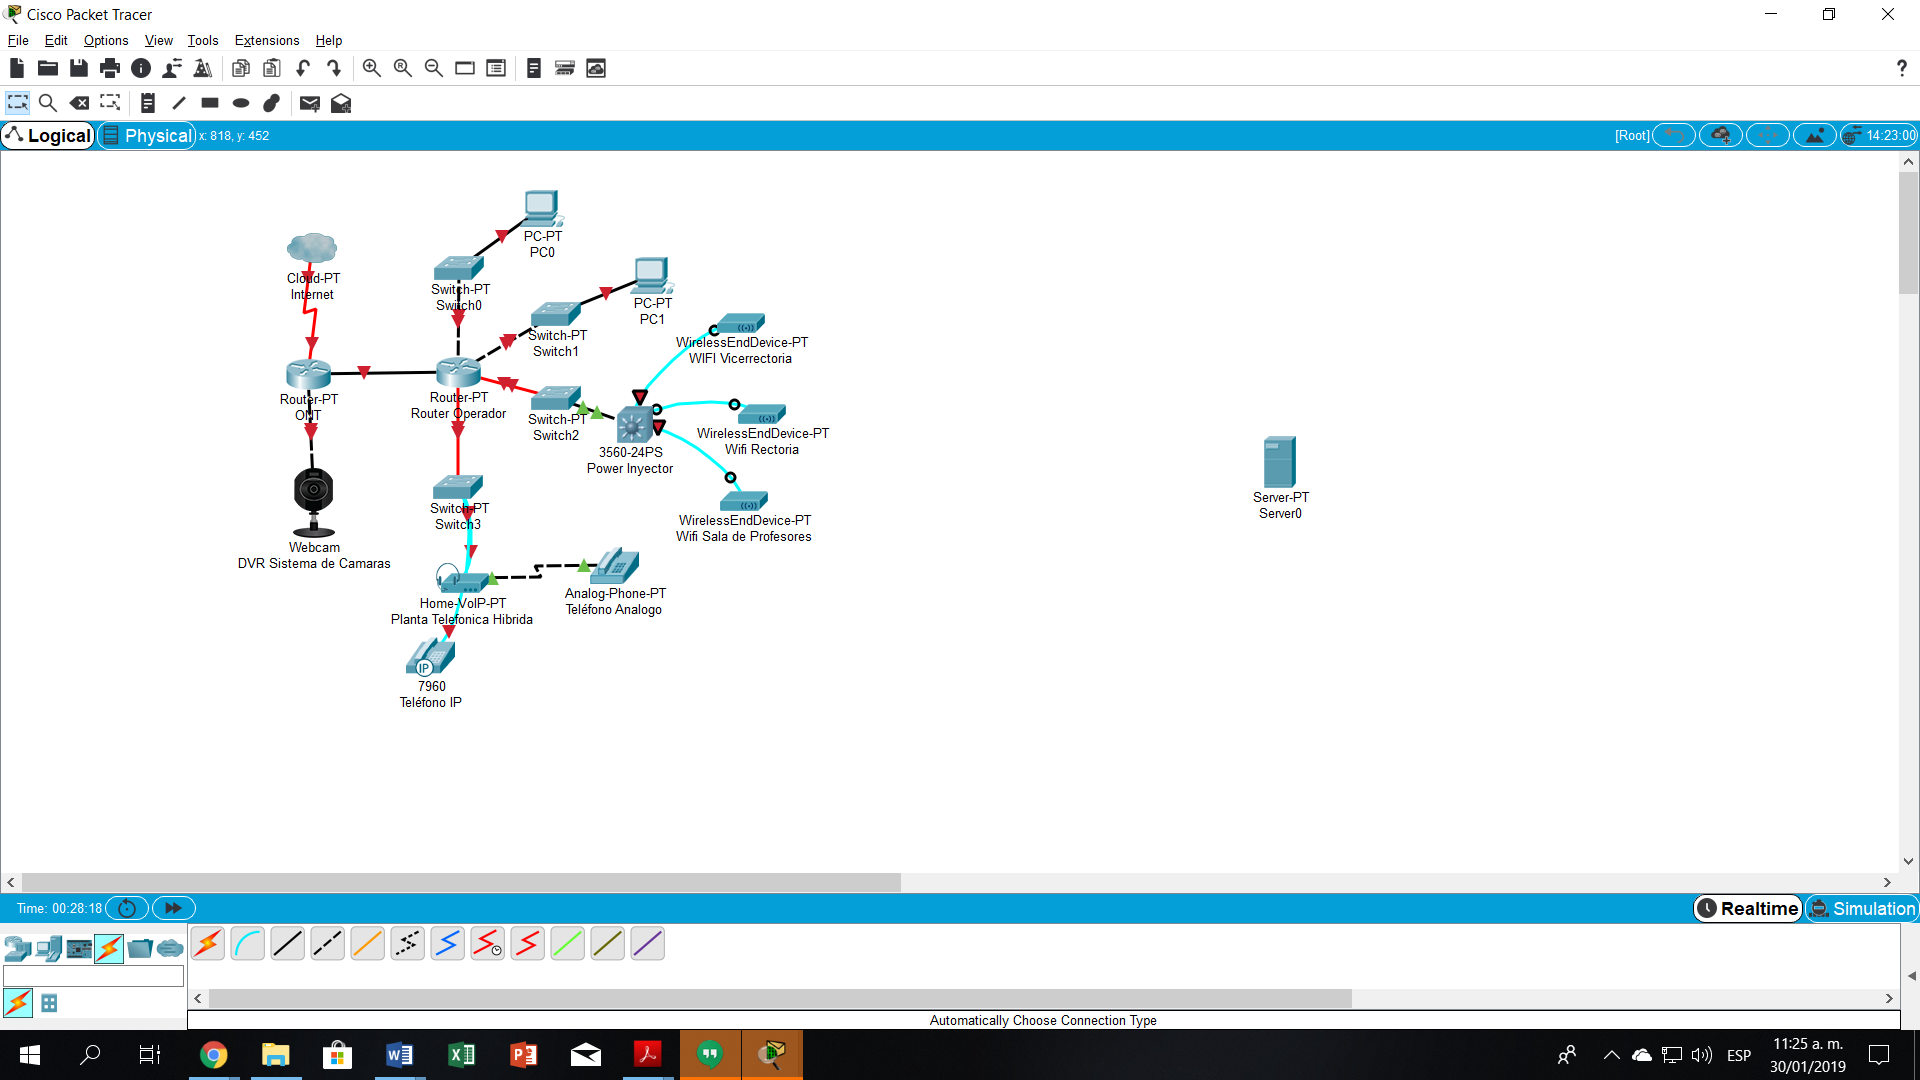 Cisco Packet Tracer
File Edit Options View Tools Extensions Help
Logical Physical x: 818, y: 452 [Root] 14:23:00
PC-PT
PC0
Cloud-PT
Internet
Switch-PT
Switch0
PC-PT
PC1
Switch-PT
Switch1
WirelessEndDevice-PT
WIFI Vicerrectoria
Router-PT
ONT
Router-PT
Router Operador
Switch-PT
Switch2
WirelessEndDevice-PT
Wifi Rectoria
3560-24PS
Power Inyector
Server-PT
Server0
Switch-PT
Switch3
WirelessEndDevice-PT
Wifi Sala de Profesores
Webcam
DVR Sistema de Camaras
Analog-Phone-PT
Teléfono Analogo
Home-VoIP-PT
Planta Telefonica Hibrida
IP
7960
Teléfono IP
Time: 00:28:18 Realtime Simulation
Automatically Choose Connection Type
ESP
11:25 a. m.
30/01/2019